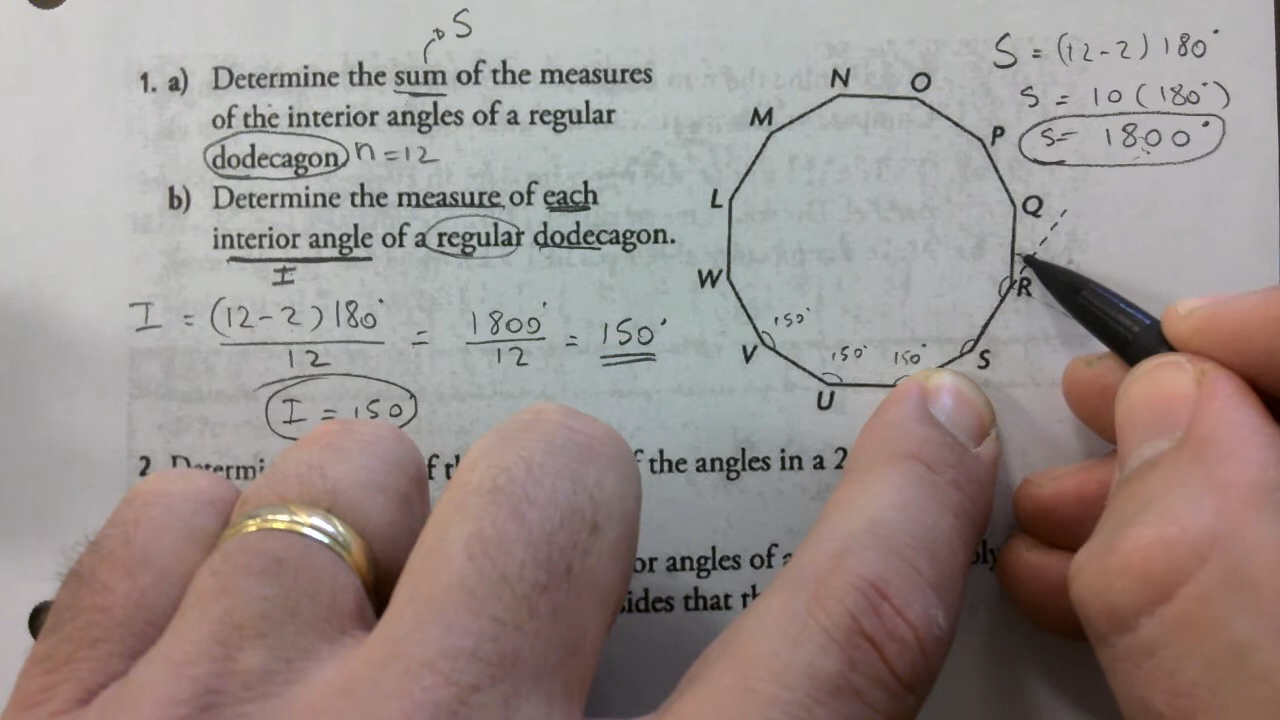 S
1. a) Determine the sum of the measures
of the interior angles of a regular
dodecagon n = 12
b) Determine the measure of each
interior angle of a regular dodecagon.
I
I = (12-2)180° / 12 = 1800° / 12 = 150°
I = 150°
S = (12-2)180°
S = 10(180°)
S = 1800°
N O
M P
L Q
W R
V S
U
150°
150° 150°
2 the angles in a 2
or angles of